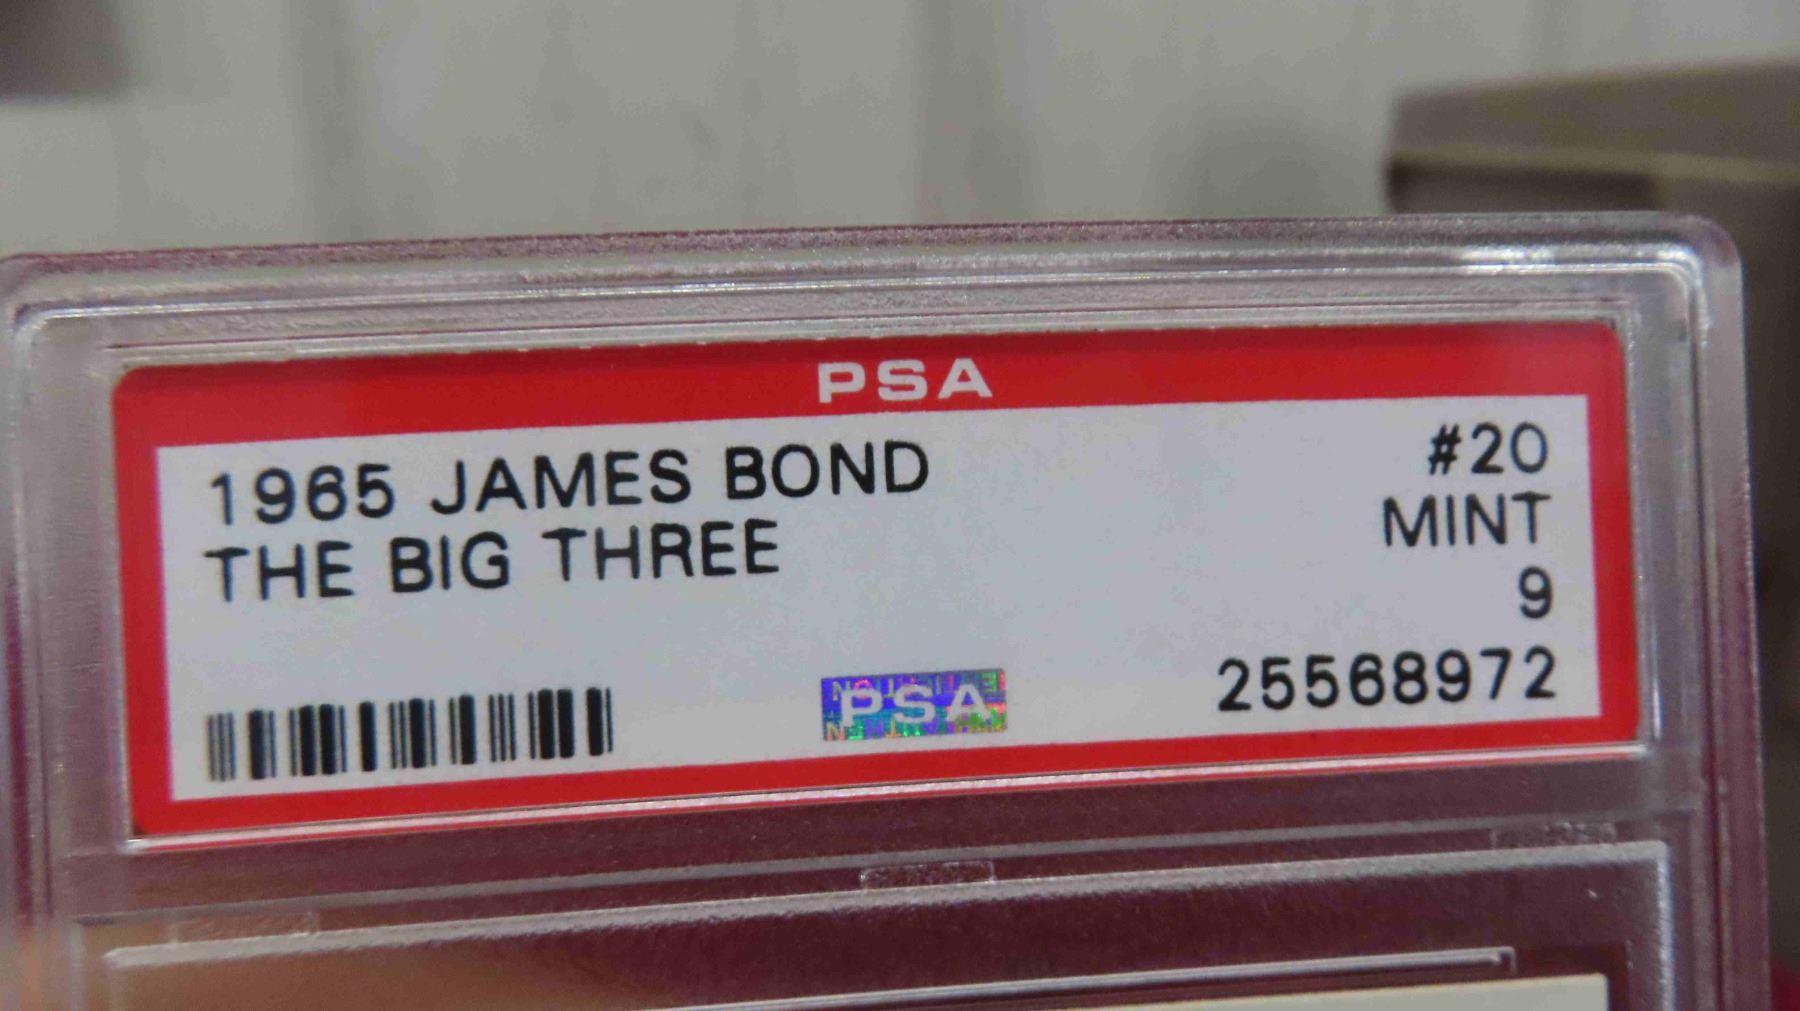 PSA
1965 JAMES BOND #20
THE BIG THREE MINT
9
PSA 25568972